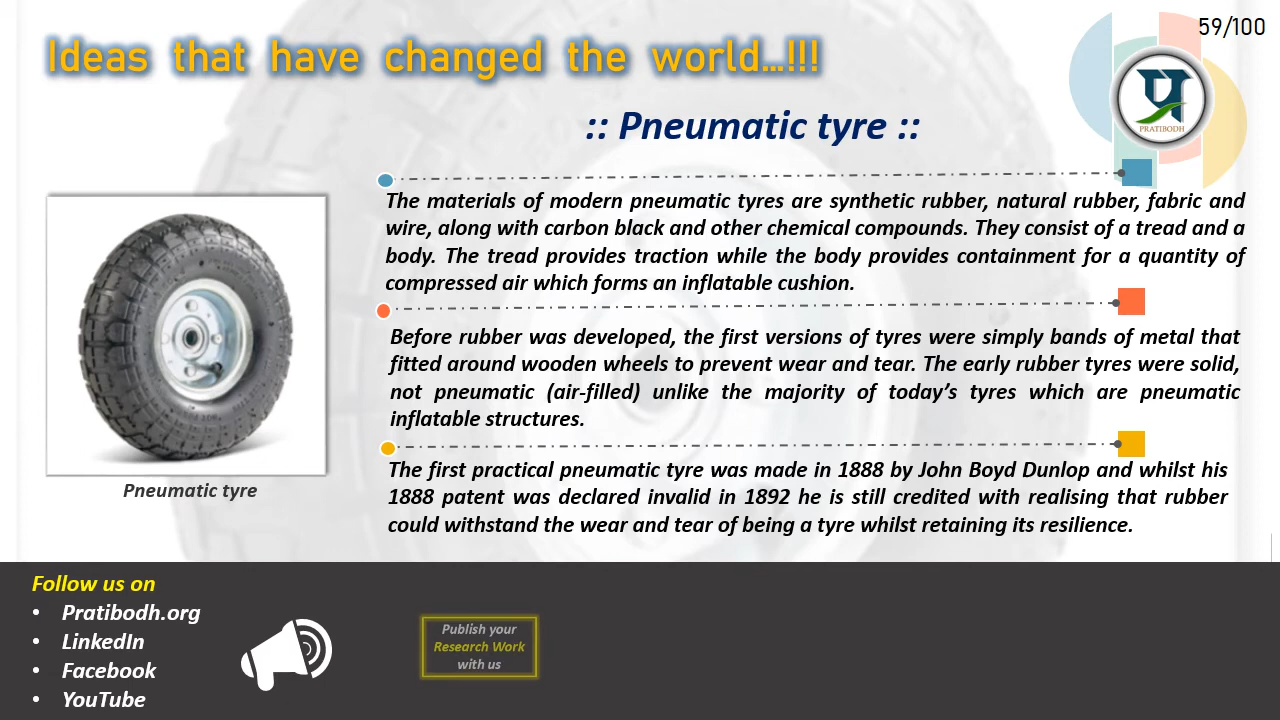 59/100
Ideas that have changed the world...!!!
प्र
PRATIBODH
:: Pneumatic tyre ::
The materials of modern pneumatic tyres are synthetic rubber, natural rubber, fabric and
wire, along with carbon black and other chemical compounds. They consist of a tread and a
body. The tread provides traction while the body provides containment for a quantity of
compressed air which forms an inflatable cushion.
Before rubber was developed, the first versions of tyres were simply bands of metal that
fitted around wooden wheels to prevent wear and tear. The early rubber tyres were solid,
not pneumatic (air-filled) unlike the majority of today’s tyres which are pneumatic
inflatable structures.
The first practical pneumatic tyre was made in 1888 by John Boyd Dunlop and whilst his
1888 patent was declared invalid in 1892 he is still credited with realising that rubber
could withstand the wear and tear of being a tyre whilst retaining its resilience.
Pneumatic tyre
Follow us on
• Pratibodh.org
• LinkedIn
• Facebook
• YouTube
Publish your
Research Work
with us